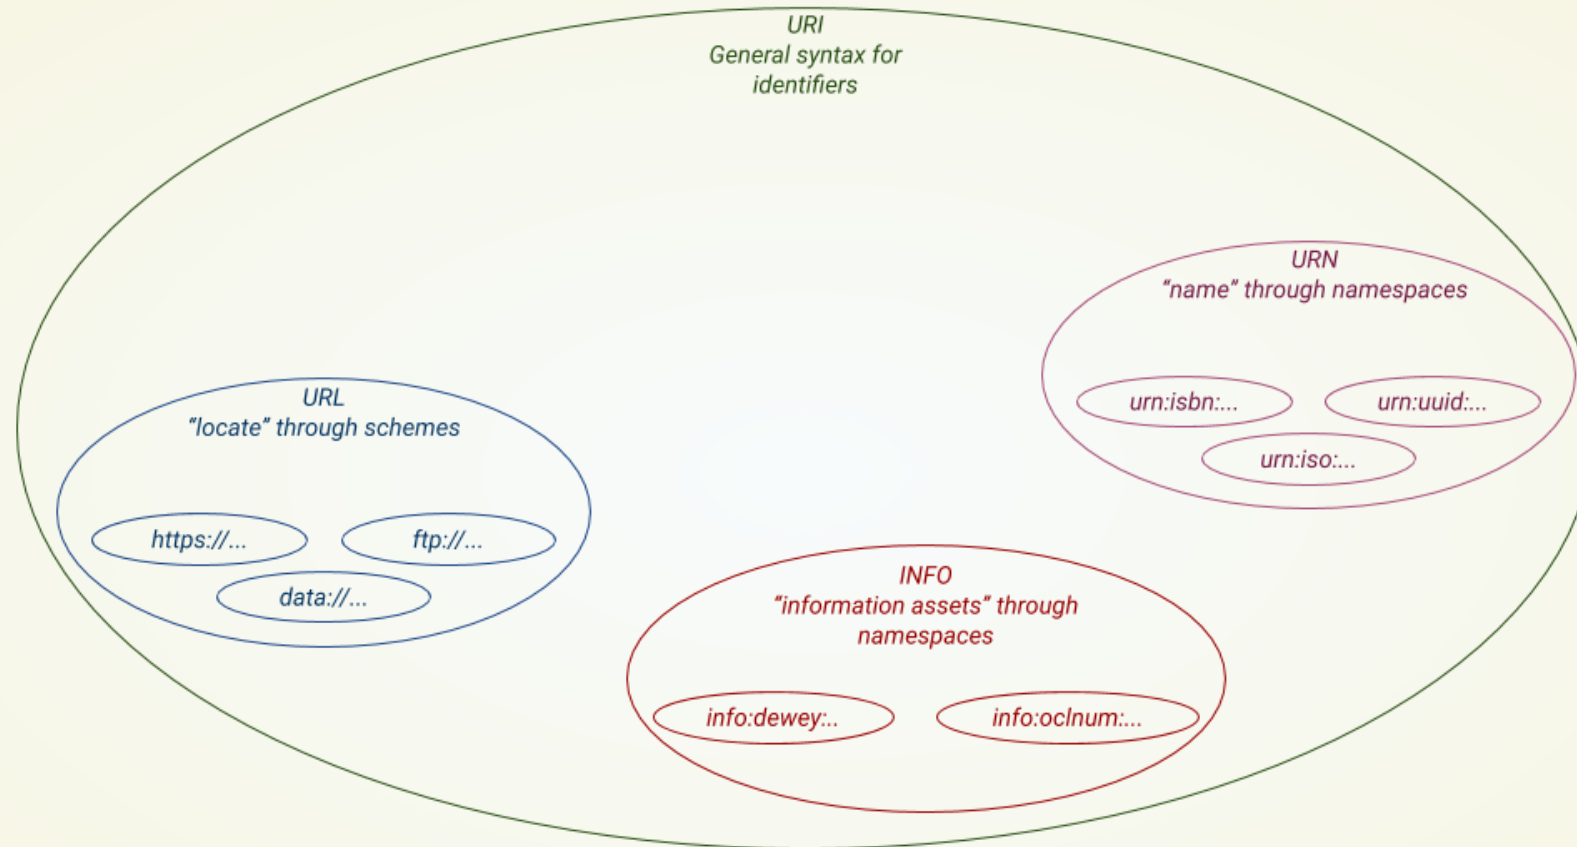 URI
General syntax for
identifiers
URN
“name” through namespaces
urn:isbn:...
urn:uuid:...
urn:iso:...
URL
“locate” through schemes
https://...
ftp://...
data://...
INFO
“information assets” through
namespaces
info:dewey:..
info:oclnum:...